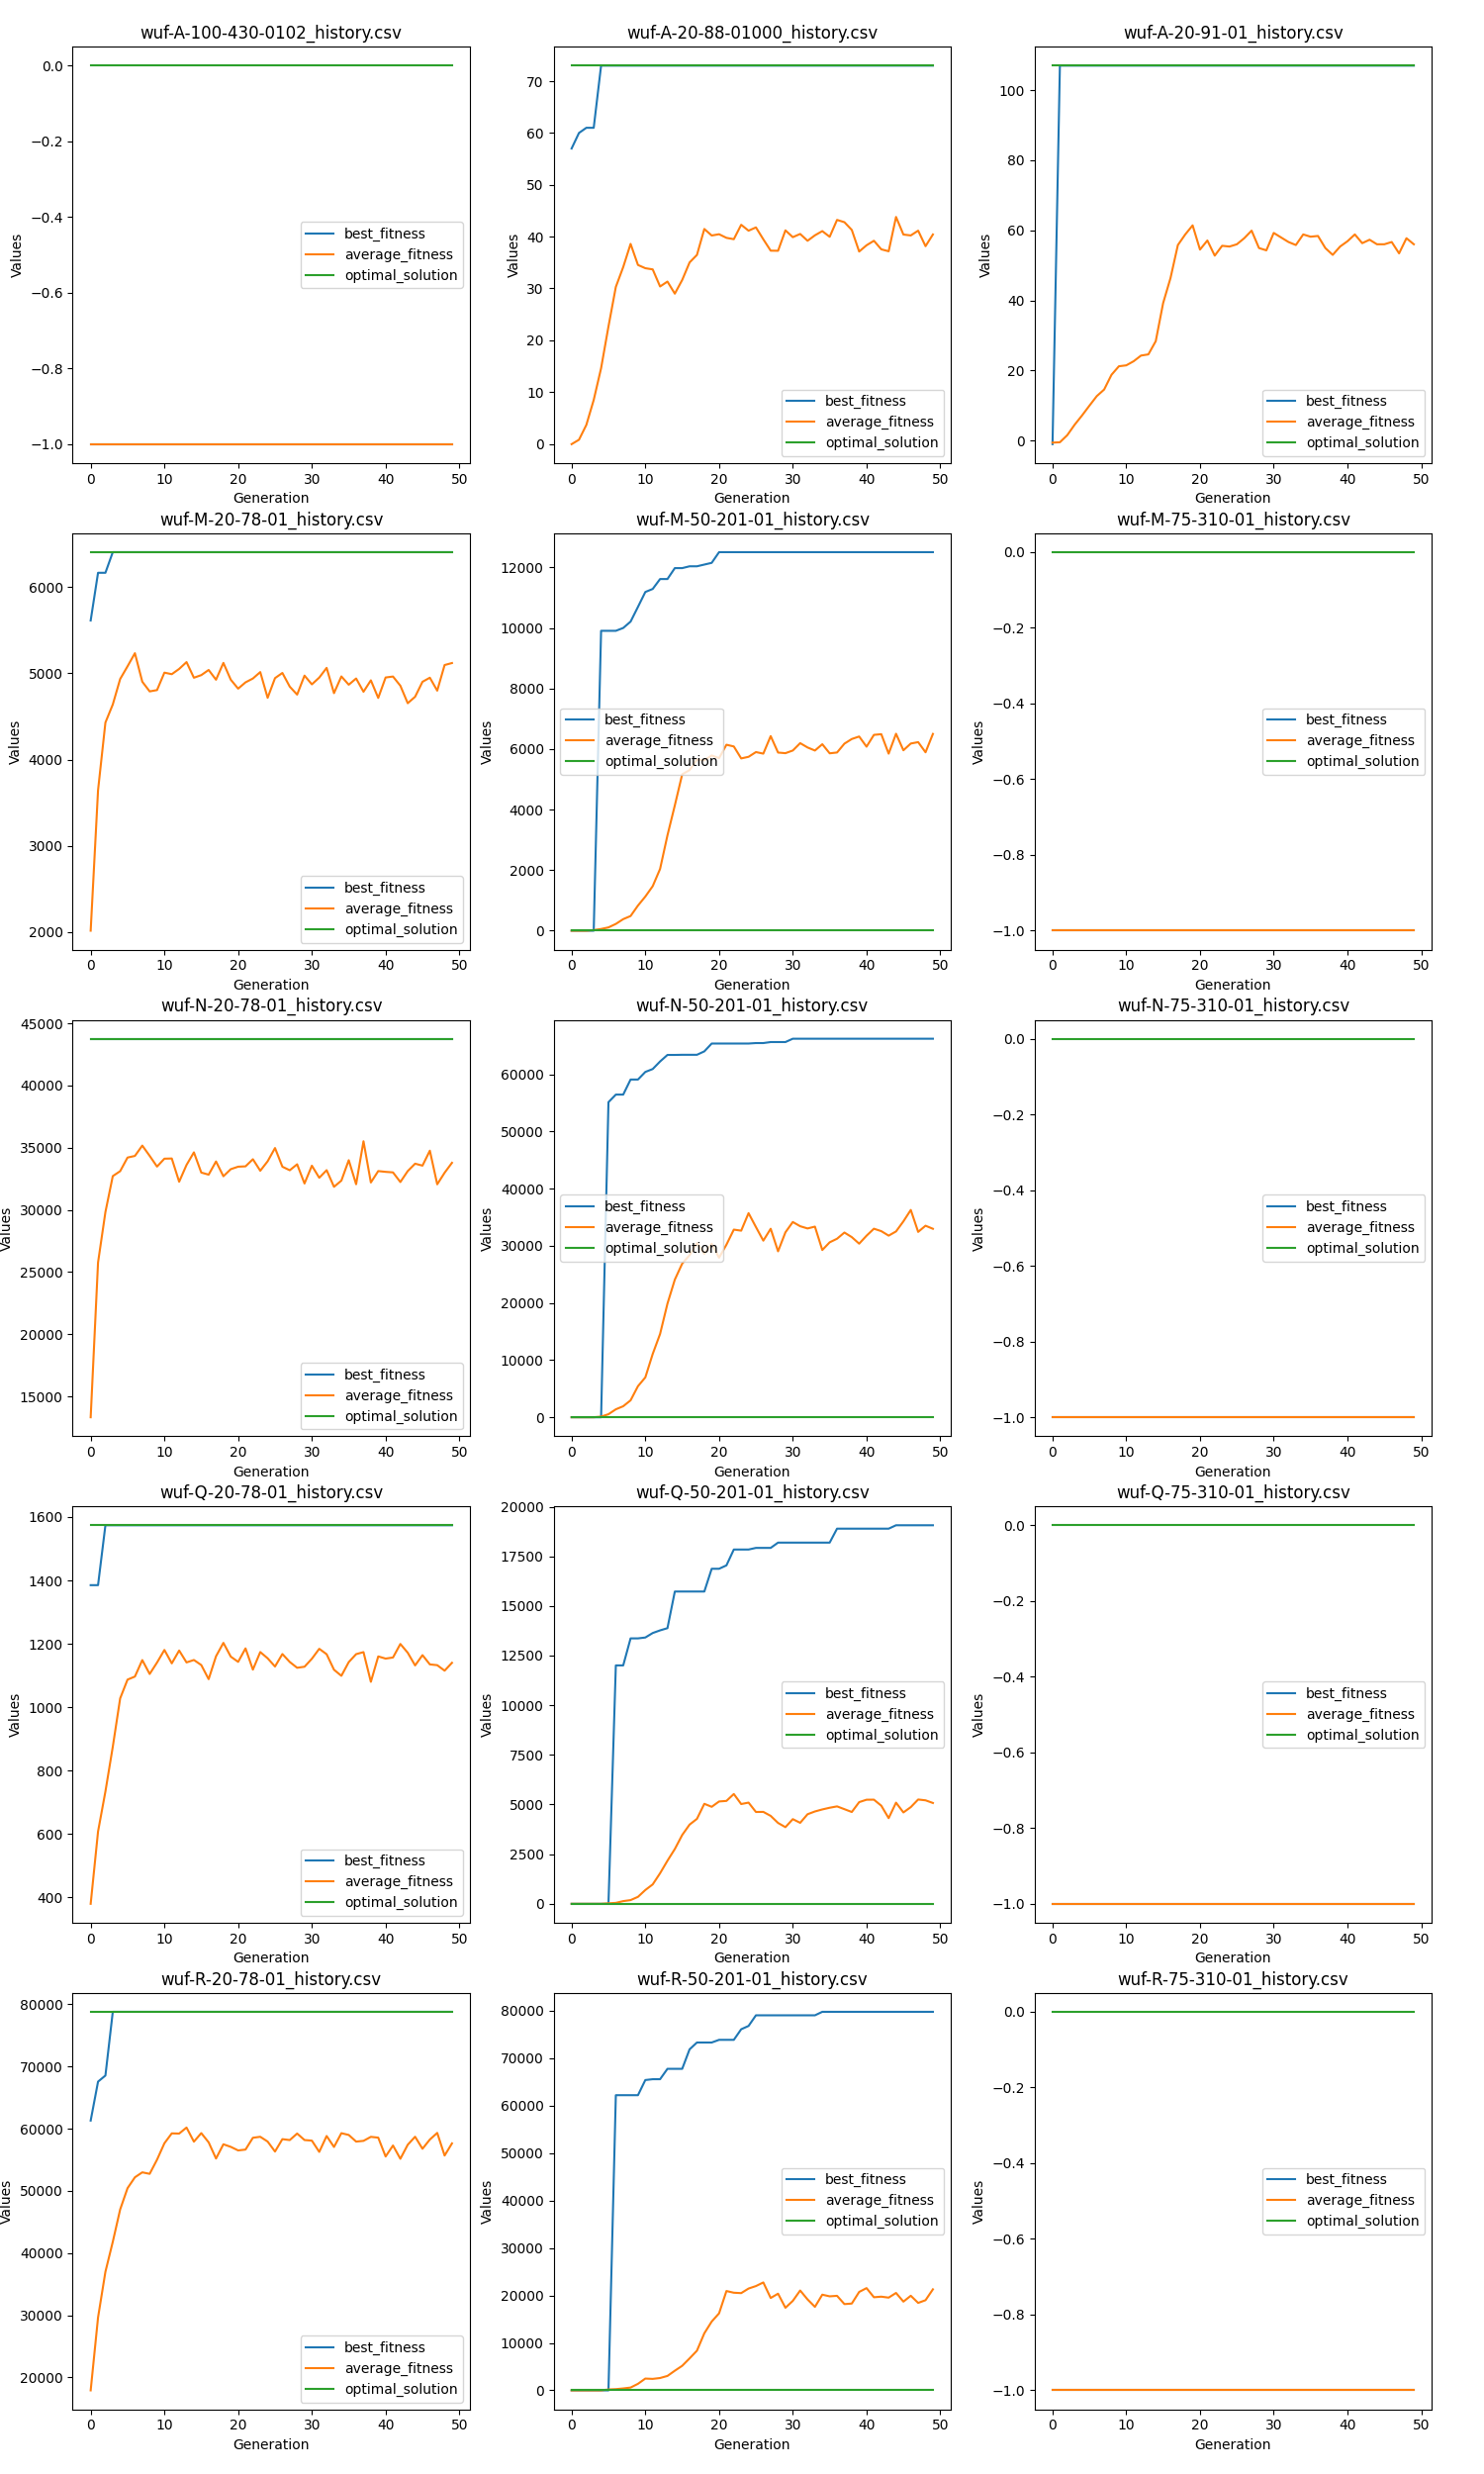 wuf-A-100-430-0102_history.csv
0.0
−0.2
−0.4
−0.6
−0.8
−1.0
Values
best_fitness
average_fitness
optimal_solution
0 10 20 30 40 50
Generation
wuf-A-20-88-01000_history.csv
70
60
50
40
30
20
10
0
Values
best_fitness
average_fitness
optimal_solution
0 10 20 30 40 50
Generation
wuf-A-20-91-01_history.csv
100
80
60
40
20
0
Values
best_fitness
average_fitness
optimal_solution
0 10 20 30 40 50
Generation
wuf-M-20-78-01_history.csv
6000
5000
4000
3000
2000
Values
best_fitness
average_fitness
optimal_solution
0 10 20 30 40 50
Generation
wuf-M-50-201-01_history.csv
12000
10000
8000
6000
4000
2000
0
Values
best_fitness
average_fitness
optimal_solution
0 10 20 30 40 50
Generation
wuf-M-75-310-01_history.csv
0.0
−0.2
−0.4
−0.6
−0.8
−1.0
Values
best_fitness
average_fitness
optimal_solution
0 10 20 30 40 50
Generation
wuf-N-20-78-01_history.csv
45000
40000
35000
30000
25000
20000
15000
Values
best_fitness
average_fitness
optimal_solution
0 10 20 30 40 50
Generation
wuf-N-50-201-01_history.csv
60000
50000
40000
30000
20000
10000
0
Values
best_fitness
average_fitness
optimal_solution
0 10 20 30 40 50
Generation
wuf-N-75-310-01_history.csv
0.0
−0.2
−0.4
−0.6
−0.8
−1.0
Values
best_fitness
average_fitness
optimal_solution
0 10 20 30 40 50
Generation
wuf-Q-20-78-01_history.csv
1600
1400
1200
1000
800
600
400
Values
best_fitness
average_fitness
optimal_solution
0 10 20 30 40 50
Generation
wuf-Q-50-201-01_history.csv
20000
17500
15000
12500
10000
7500
5000
2500
0
Values
best_fitness
average_fitness
optimal_solution
0 10 20 30 40 50
Generation
wuf-Q-75-310-01_history.csv
0.0
−0.2
−0.4
−0.6
−0.8
−1.0
Values
best_fitness
average_fitness
optimal_solution
0 10 20 30 40 50
Generation
wuf-R-20-78-01_history.csv
80000
70000
60000
50000
40000
30000
20000
Values
best_fitness
average_fitness
optimal_solution
0 10 20 30 40 50
Generation
wuf-R-50-201-01_history.csv
80000
70000
60000
50000
40000
30000
20000
10000
0
Values
best_fitness
average_fitness
optimal_solution
0 10 20 30 40 50
Generation
wuf-R-75-310-01_history.csv
0.0
−0.2
−0.4
−0.6
−0.8
−1.0
Values
best_fitness
average_fitness
optimal_solution
0 10 20 30 40 50
Generation